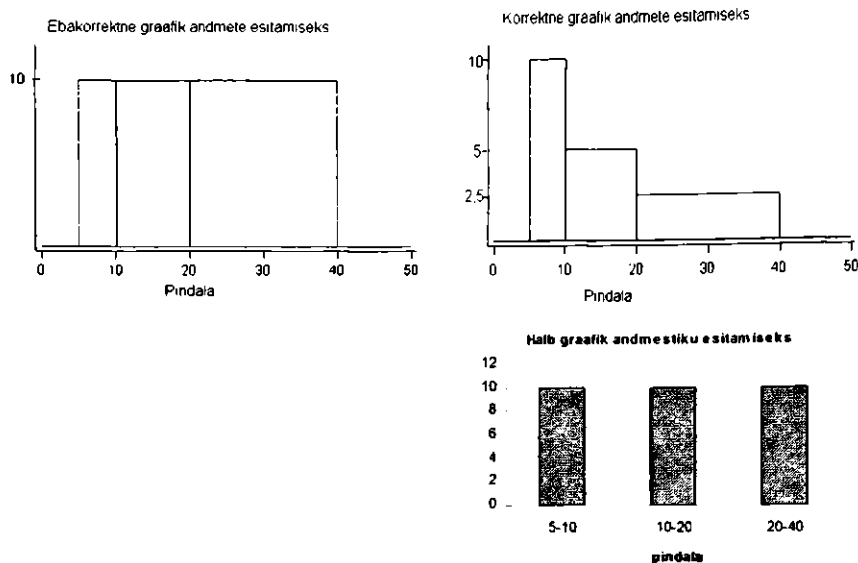 Ebakorrektne graafik andmete esitamiseks
10
0 10 20 30 40 50
Pindala
Korrektne graafik andmete esitamiseks
10
5
2.5
0 10 20 30 40 50
Pindala
Halb graafik andmestiku esitamiseks
12
10
8
6
4
2
0
5-10 10-20 20-40
pindala